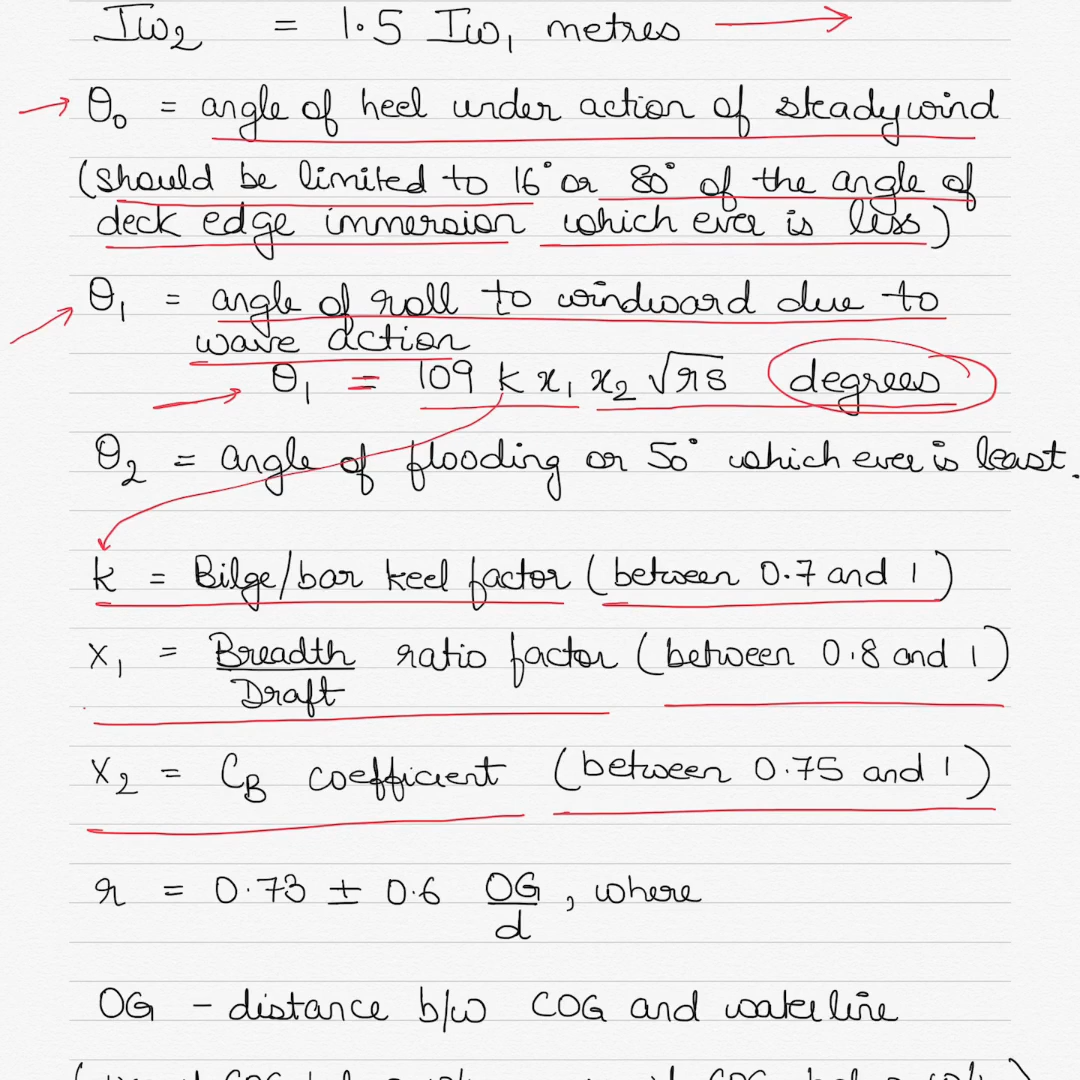 Iw₂ = 1.5 Iw₁ metres
θ₀ = angle of heel under action of steady wind
(should be limited to 16° or 80° of the angle of
deck edge immersion which ever is less)
θ₁ = angle of roll to windward due to
wave action
θ₁ = 109 k x₁ x₂ √rs degrees
θ₂ = angle of flooding or 50° which ever is least.
k = Bilge/bar keel factor (between 0.7 and 1)
x₁ = Breadth/Draft ratio factor (between 0.8 and 1)
x₂ = C_B coefficient (between 0.75 and 1)
r = 0.73 ± 0.6 OG/d, where
OG - distance b/w COG and waterline